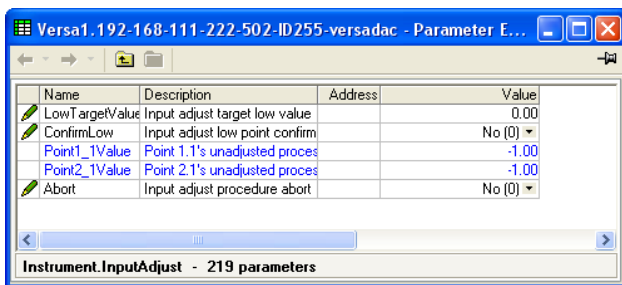 Versa1.192-168-111-222-502-ID255-versadac - Parameter E...
Name Description Address Value
LowTargetValue Input adjust target low value 0.00
ConfirmLow Input adjust low point confirm No (0)
Point1_1Value Point 1.1's unadjusted proces -1.00
Point2_1Value Point 2.1's unadjusted proces -1.00
Abort Input adjust procedure abort No (0)
Instrument.InputAdjust - 219 parameters